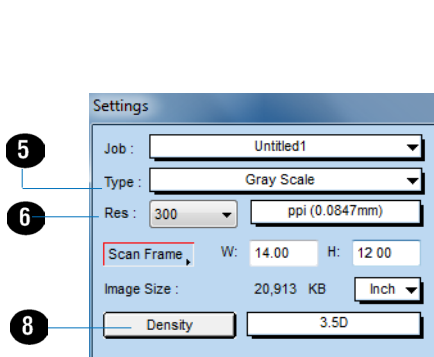 Settings
5
Job : Untitled1
Type : Gray Scale
6
Res : 300 ppi (0.0847mm)
Scan Frame W: 14.00 H: 12 00
Image Size : 20,913 KB Inch
8
Density 3.5D